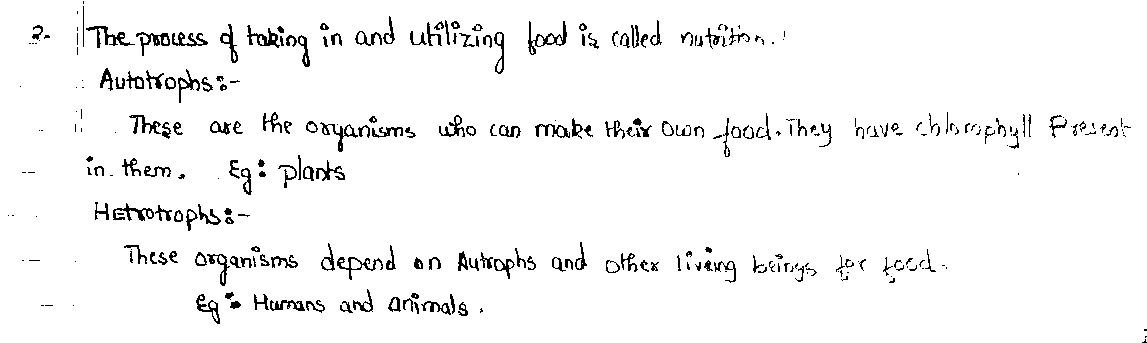 2. The process of taking in and utilizing food is called nutrition.
Autotrophs:-
These are the organisms who can make their own food. They have chlorophyll Present
in them. Eg: plants
Hetrotrophs:-
These organisms depend on Autrophs and other living beings for food.
Eg: Humans and animals.